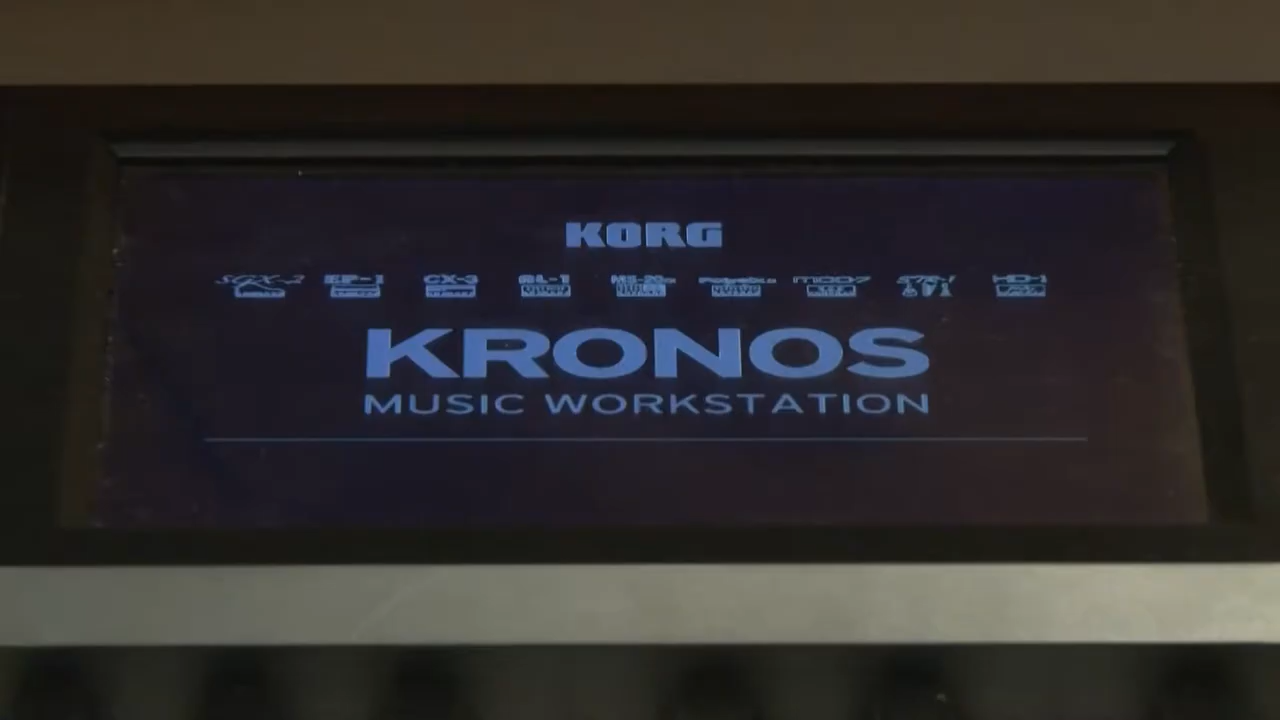 KORG
SGX-2 EP-1 CX-3 AL-1 MS-20EX PolysixEX MOD-7 STR-1 HD-1
KRONOS
MUSIC WORKSTATION